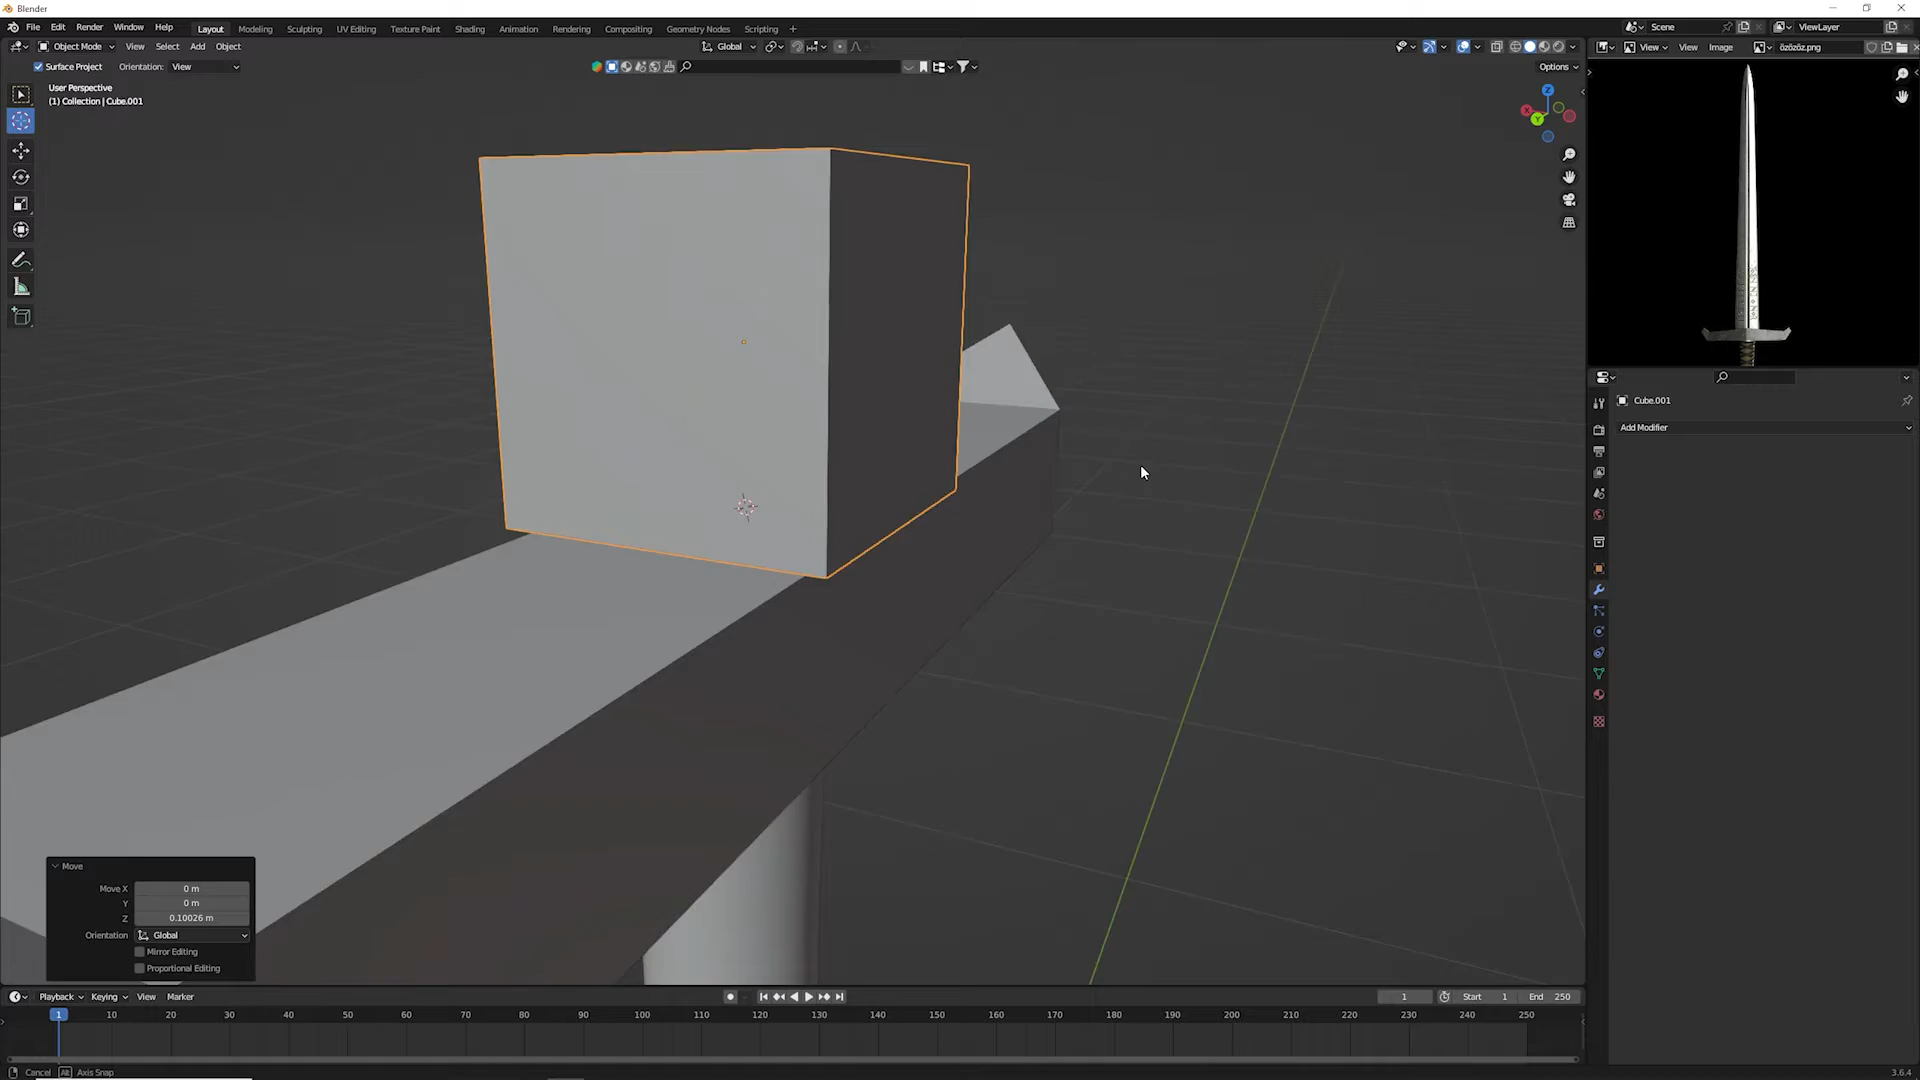 Blender
File Edit Render Window Help
Layout Modeling Sculpting UV Editing Texture Paint Shading Animation Rendering Compositing Geometry Nodes Scripting +
Scene
ViewLayer
Object Mode View Select Add Object
Global
View View Image özözöz.png
Surface Project Orientation: View
Options
User Perspective
(1) Collection | Cube.001
Z
X
Y
Cube.001
Add Modifier
Move
Move X 0 m
Y 0 m
Z 0.10026 m
Orientation Global
Mirror Editing
Proportional Editing
Playback Keying View Marker
1 Start 1 End 250
1 10 20 30 40 50 60 70 80 90 100 110 120 130 140 150 160 170 180 190 200 210 220 230 240 250
Cancel Alt Axis Snap
3.6.4